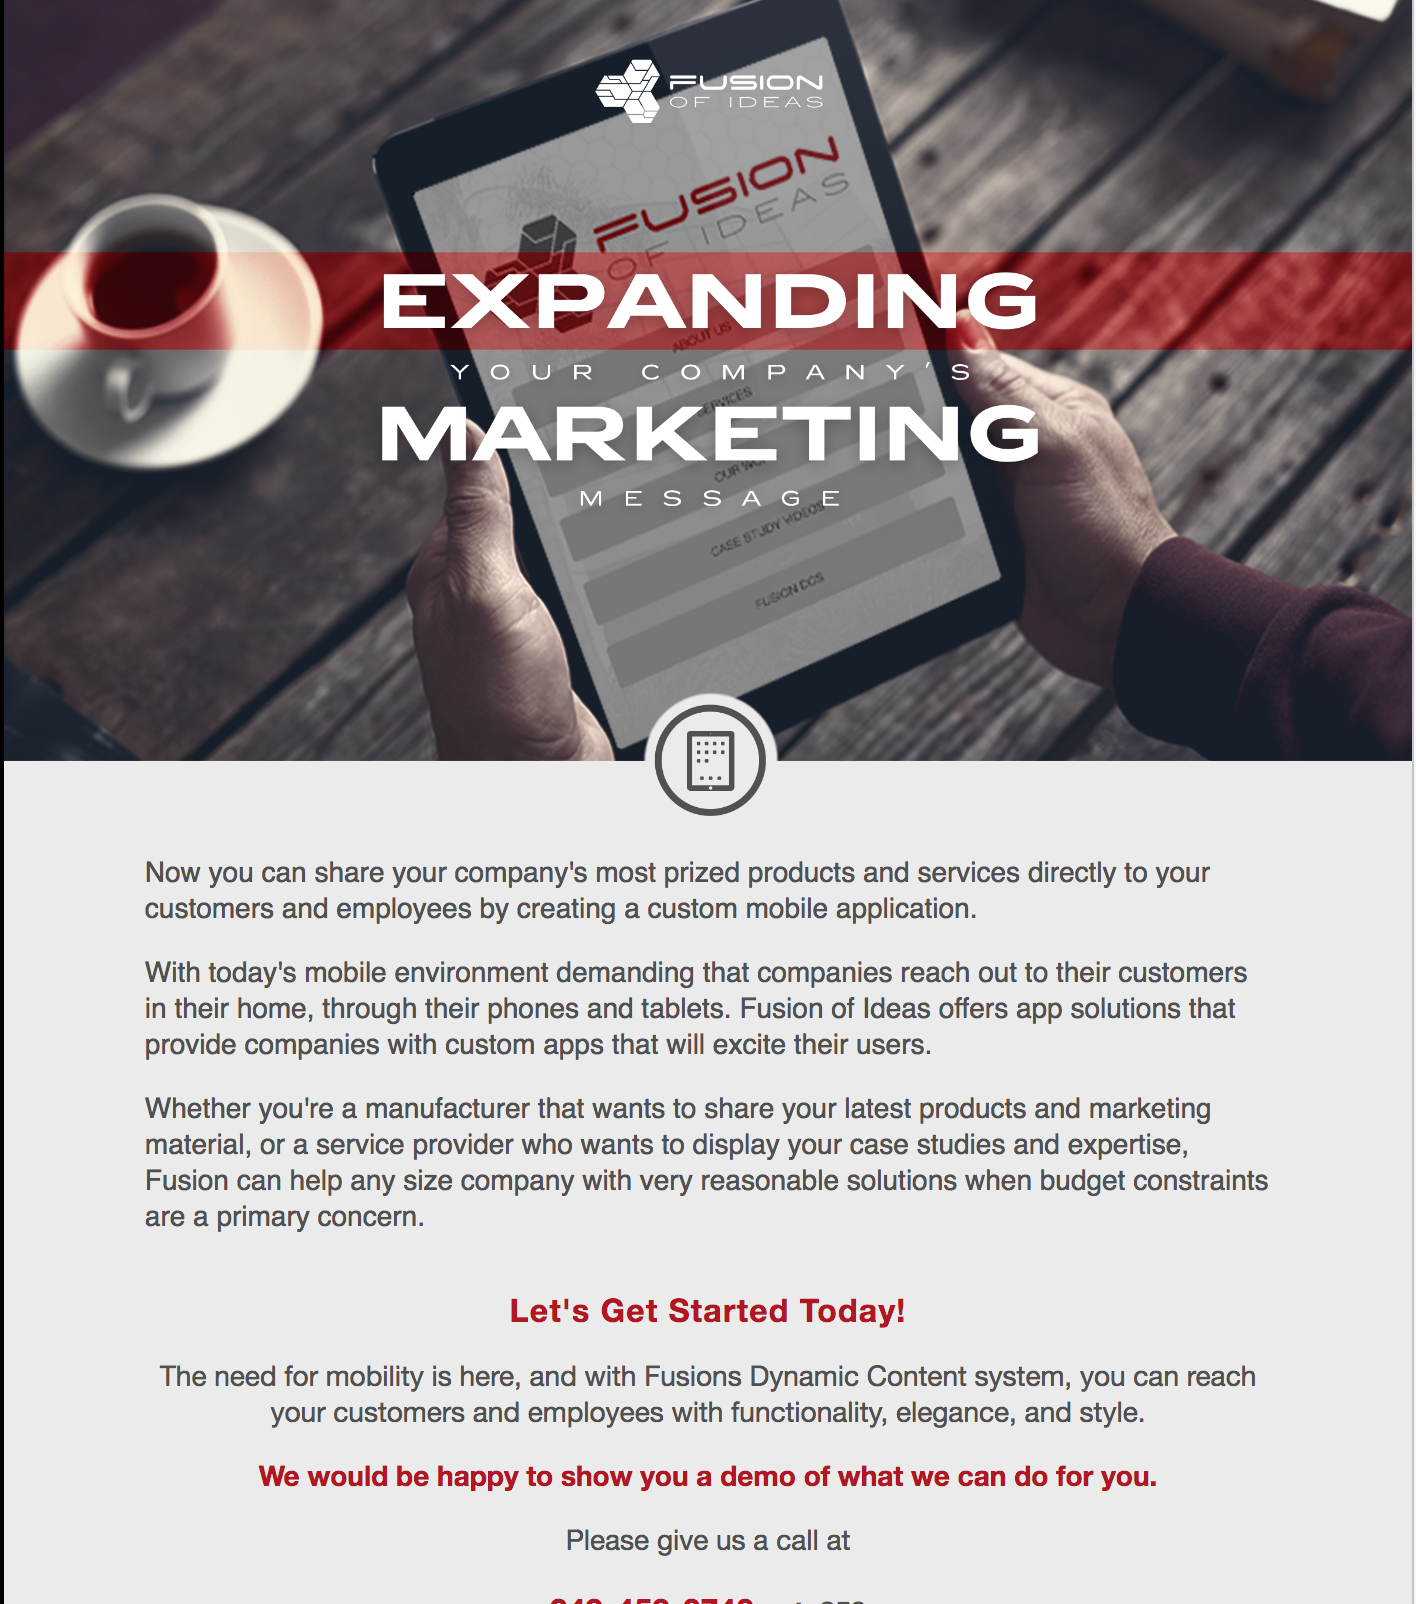 FUSION
OF IDEAS
FUSION
OF IDEAS
EXPANDING
ABOUT US
YOUR COMPANY'S
SERVICES
MARKETING
OUR
MESSAGE
CASE STUDY VIDEOS
FUSION DCS
Now you can share your company's most prized products and services directly to your
customers and employees by creating a custom mobile application.
With today's mobile environment demanding that companies reach out to their customers
in their home, through their phones and tablets. Fusion of Ideas offers app solutions that
provide companies with custom apps that will excite their users.
Whether you're a manufacturer that wants to share your latest products and marketing
material, or a service provider who wants to display your case studies and expertise,
Fusion can help any size company with very reasonable solutions when budget constraints
are a primary concern.
Let's Get Started Today!
The need for mobility is here, and with Fusions Dynamic Content system, you can reach
your customers and employees with functionality, elegance, and style.
We would be happy to show you a demo of what we can do for you.
Please give us a call at